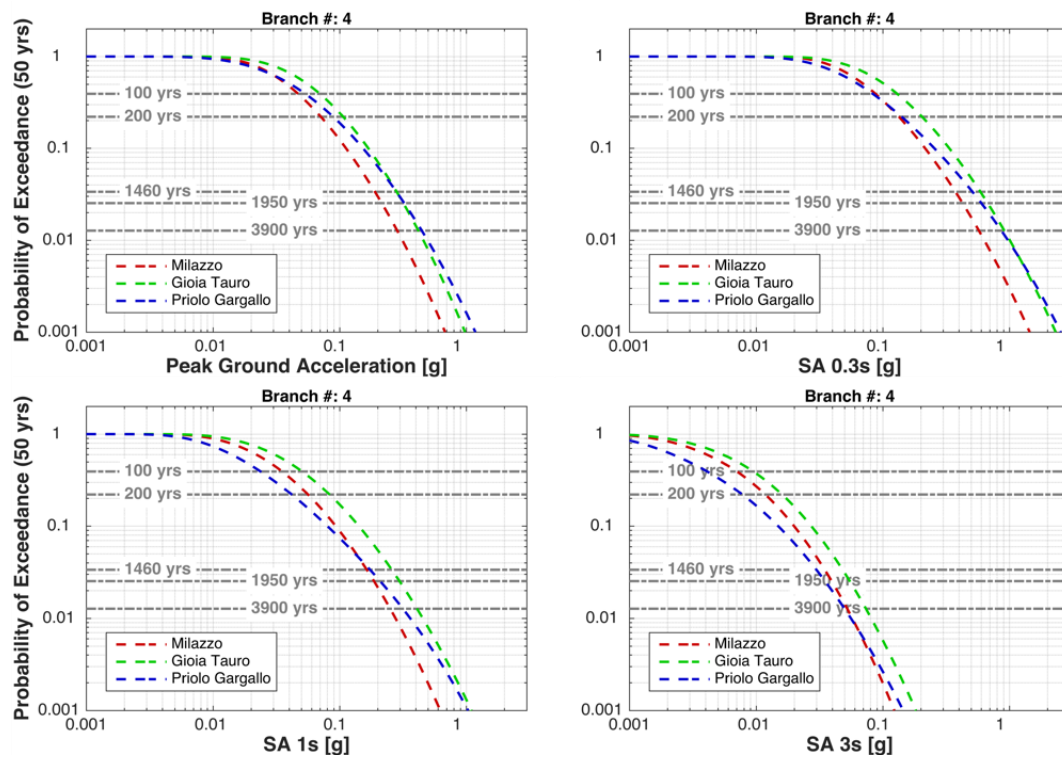 Branch #: 4
Probability of Exceedance (50 yrs)
1
0.1
0.01
0.001
100 yrs
200 yrs
1460 yrs
1950 yrs
3900 yrs
Milazzo
Gioia Tauro
Priolo Gargallo
0.001
0.01
0.1
1
Peak Ground Acceleration [g]
Branch #: 4
1
0.1
0.01
0.001
100 yrs
200 yrs
1460 yrs
1950 yrs
3900 yrs
Milazzo
Gioia Tauro
Priolo Gargallo
0.001
0.01
0.1
1
SA 0.3s [g]
Branch #: 4
Probability of Exceedance (50 yrs)
1
0.1
0.01
0.001
100 yrs
200 yrs
1460 yrs
1950 yrs
3900 yrs
Milazzo
Gioia Tauro
Priolo Gargallo
0.001
0.01
0.1
1
SA 1s [g]
Branch #: 4
1
0.1
0.01
0.001
100 yrs
200 yrs
1460 yrs
1950 yrs
3900 yrs
Milazzo
Gioia Tauro
Priolo Gargallo
0.001
0.01
0.1
1
SA 3s [g]